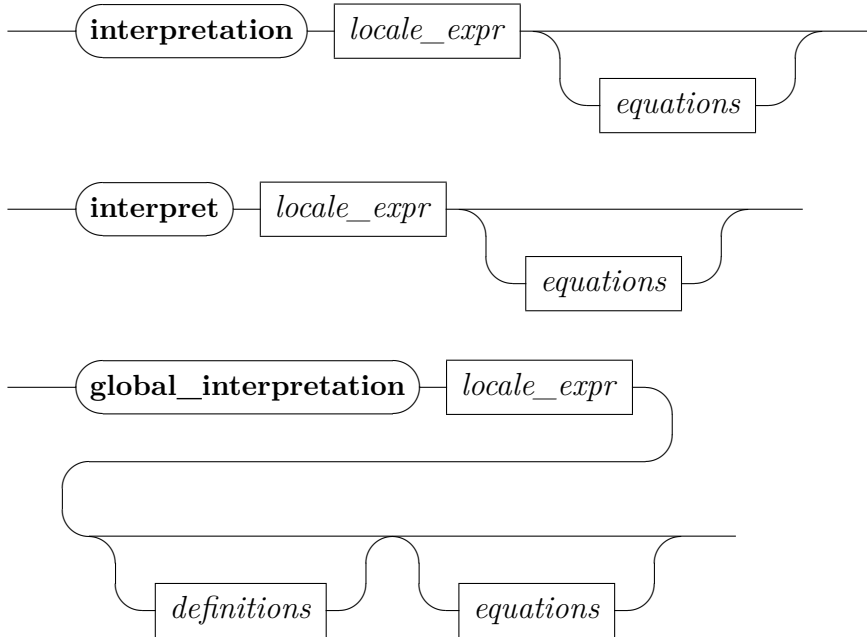 interpretation locale_expr
equations
interpret locale_expr
equations
global_interpretation locale_expr
definitions equations